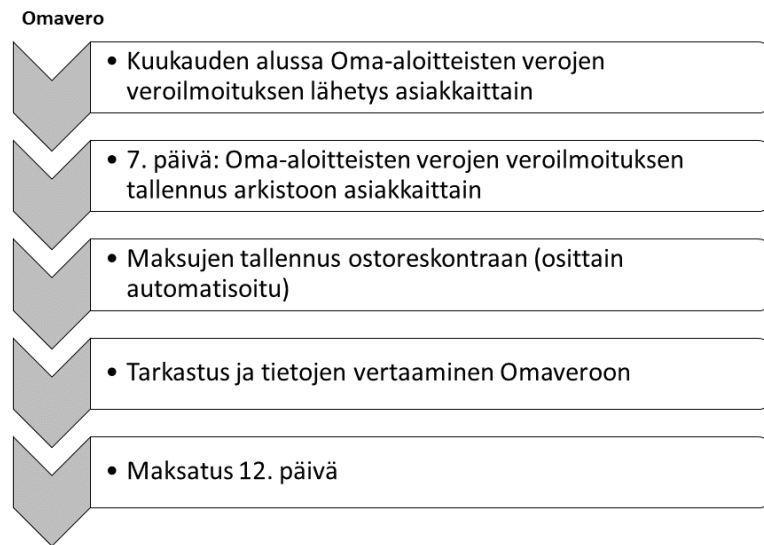 Omavero
• Kuukauden alussa Oma-aloitteisten verojen
veroilmoituksen lähetys asiakkaittain
• 7. päivä: Oma-aloitteisten verojen veroilmoituksen
tallennus arkistoon asiakkaittain
• Maksujen tallennus ostoreskontraan (osittain
automatisoitu)
• Tarkastus ja tietojen vertaaminen Omaveroon
• Maksatus 12. päivä